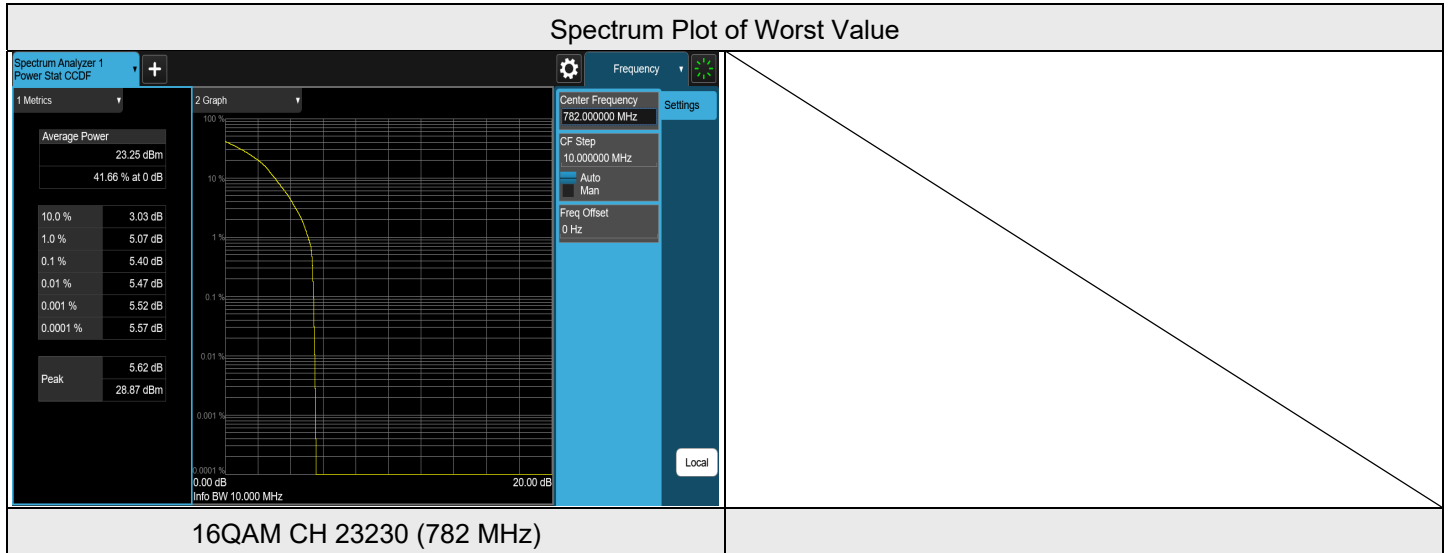 Spectrum Plot of Worst Value
Spectrum Analyzer 1
Power Stat CCDF
Frequency
1 Metrics
2 Graph
Center Frequency
782.000000 MHz
Settings
CF Step
10.000000 MHz
Auto
Man
Freq Offset
0 Hz
Average Power
23.25 dBm
41.66 % at 0 dB
10.0 % 3.03 dB
1.0 % 5.07 dB
0.1 % 5.40 dB
0.01 % 5.47 dB
0.001 % 5.52 dB
0.0001 % 5.57 dB
Peak 5.62 dB
28.87 dBm
100 %
10 %
1 %
0.1 %
0.01 %
0.001 %
0.0001 %
0.00 dB 20.00 dB
Info BW 10.000 MHz
Local
16QAM CH 23230 (782 MHz)